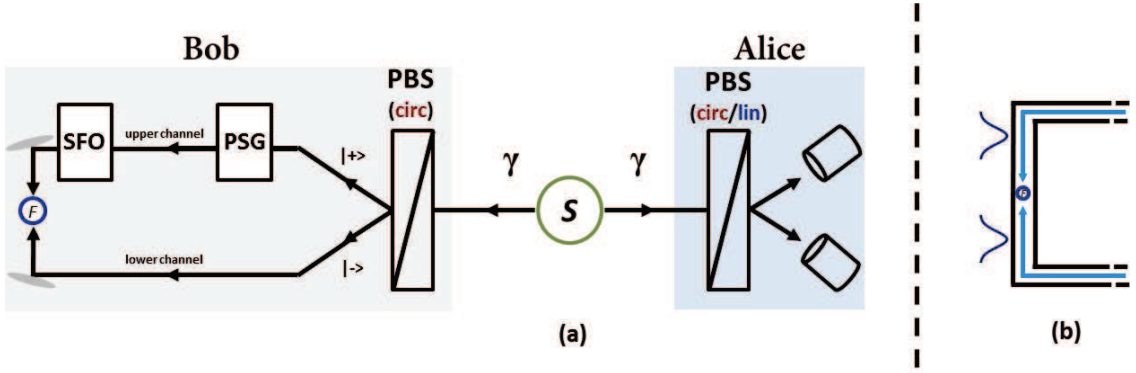 Bob
Alice
PBS
(circ)
PBS
(circ/lin)
SFO
upper channel
PSG
|+>
γ
γ
S
F
F
lower channel
|->
(a)
(b)